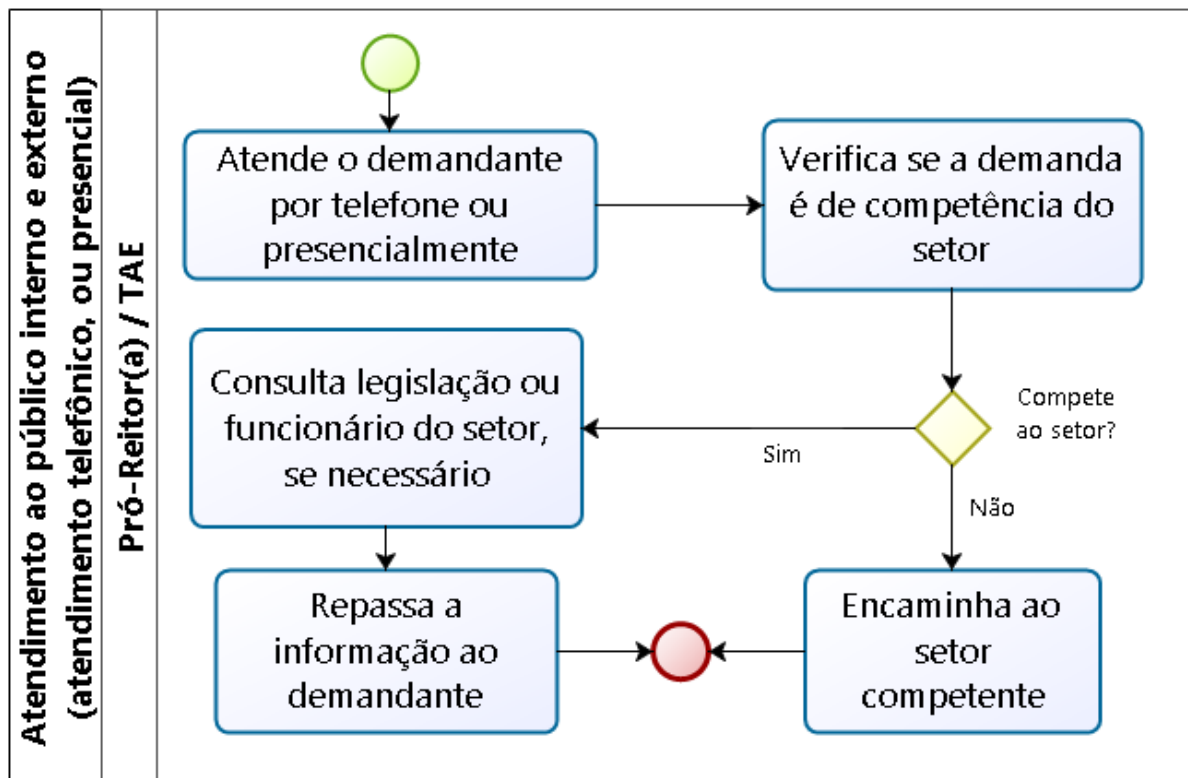 Atendimento ao público interno e externo
(atendimento telefônico, ou presencial)
Pró-Reitor(a) / TAE
Atende o demandante
por telefone ou
presencialmente
Verifica se a demanda
é de competência do
setor
Compete
ao setor?
Sim
Não
Consulta legislação ou
funcionário do setor,
se necessário
Repassa a
informação ao
demandante
Encaminha ao
setor
competente